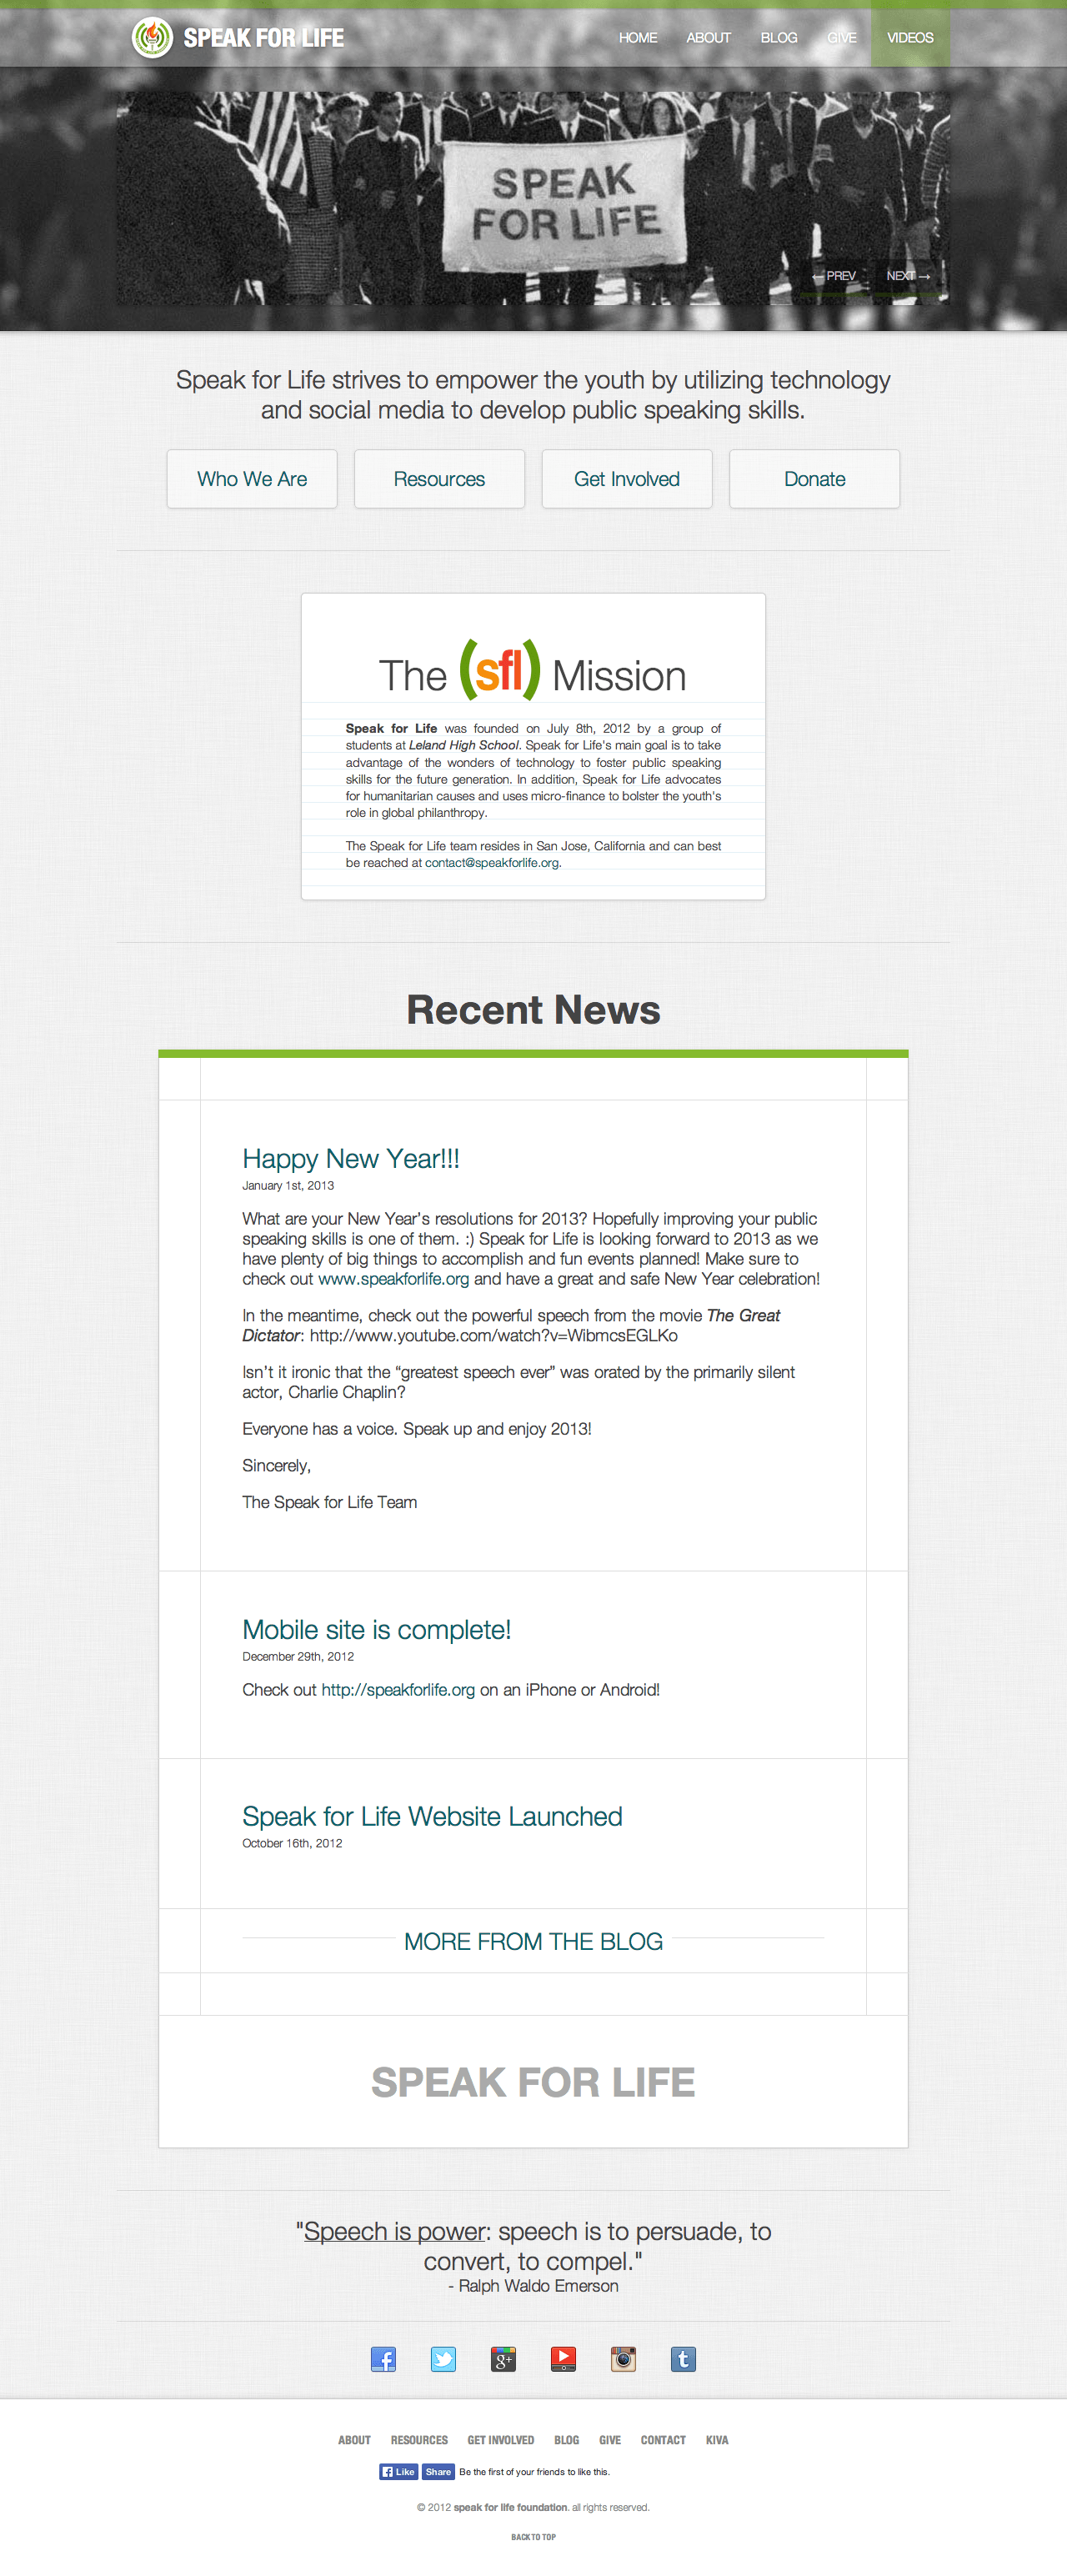 SPEAK FOR LIFE
HOME ABOUT BLOG GIVE VIDEOS
SPEAK
FOR LIFE
← PREV NEXT →
Speak for Life strives to empower the youth by utilizing technology
and social media to develop public speaking skills.
Who We Are Resources Get Involved Donate
The (sfl) Mission
Speak for Life was founded on July 8th, 2012 by a group of
students at Leland High School. Speak for Life's main goal is to take
advantage of the wonders of technology to foster public speaking
skills for the future generation. In addition, Speak for Life advocates
for humanitarian causes and uses micro-finance to bolster the youth's
role in global philanthropy.
The Speak for Life team resides in San Jose, California and can best
be reached at contact@speakforlife.org.
Recent News
Happy New Year!!!
January 1st, 2013
What are your New Year's resolutions for 2013? Hopefully improving your public
speaking skills is one of them. :) Speak for Life is looking forward to 2013 as we
have plenty of big things to accomplish and fun events planned! Make sure to
check out www.speakforlife.org and have a great and safe New Year celebration!
In the meantime, check out the powerful speech from the movie The Great
Dictator: http://www.youtube.com/watch?v=WibmcsEGLKo
Isn't it ironic that the “greatest speech ever” was orated by the primarily silent
actor, Charlie Chaplin?
Everyone has a voice. Speak up and enjoy 2013!
Sincerely,
The Speak for Life Team
Mobile site is complete!
December 29th, 2012
Check out http://speakforlife.org on an iPhone or Android!
Speak for Life Website Launched
October 16th, 2012
MORE FROM THE BLOG
SPEAK FOR LIFE
"Speech is power: speech is to persuade, to
convert, to compel."
- Ralph Waldo Emerson
ABOUT RESOURCES GET INVOLVED BLOG GIVE CONTACT KIVA
Like Share Be the first of your friends to like this.
© 2012 speak for life foundation. all rights reserved.
BACK TO TOP